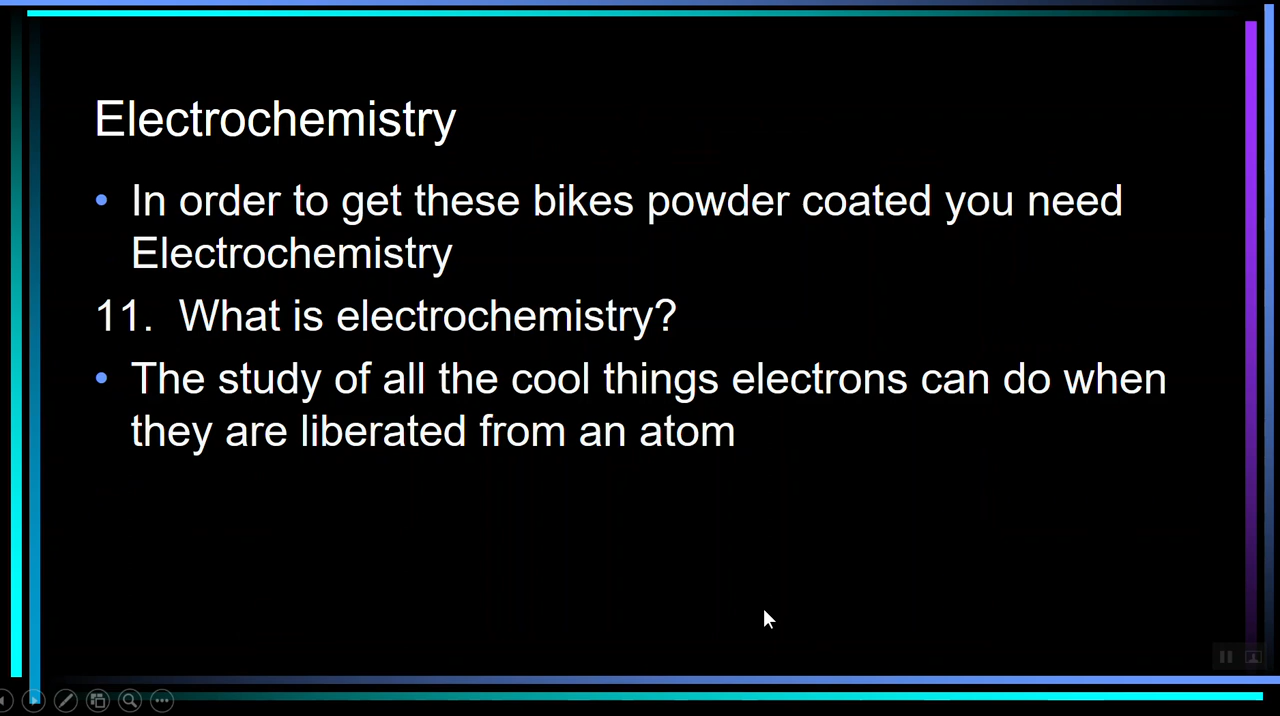 Electrochemistry
• In order to get these bikes powder coated you need
Electrochemistry
11. What is electrochemistry?
• The study of all the cool things electrons can do when
they are liberated from an atom